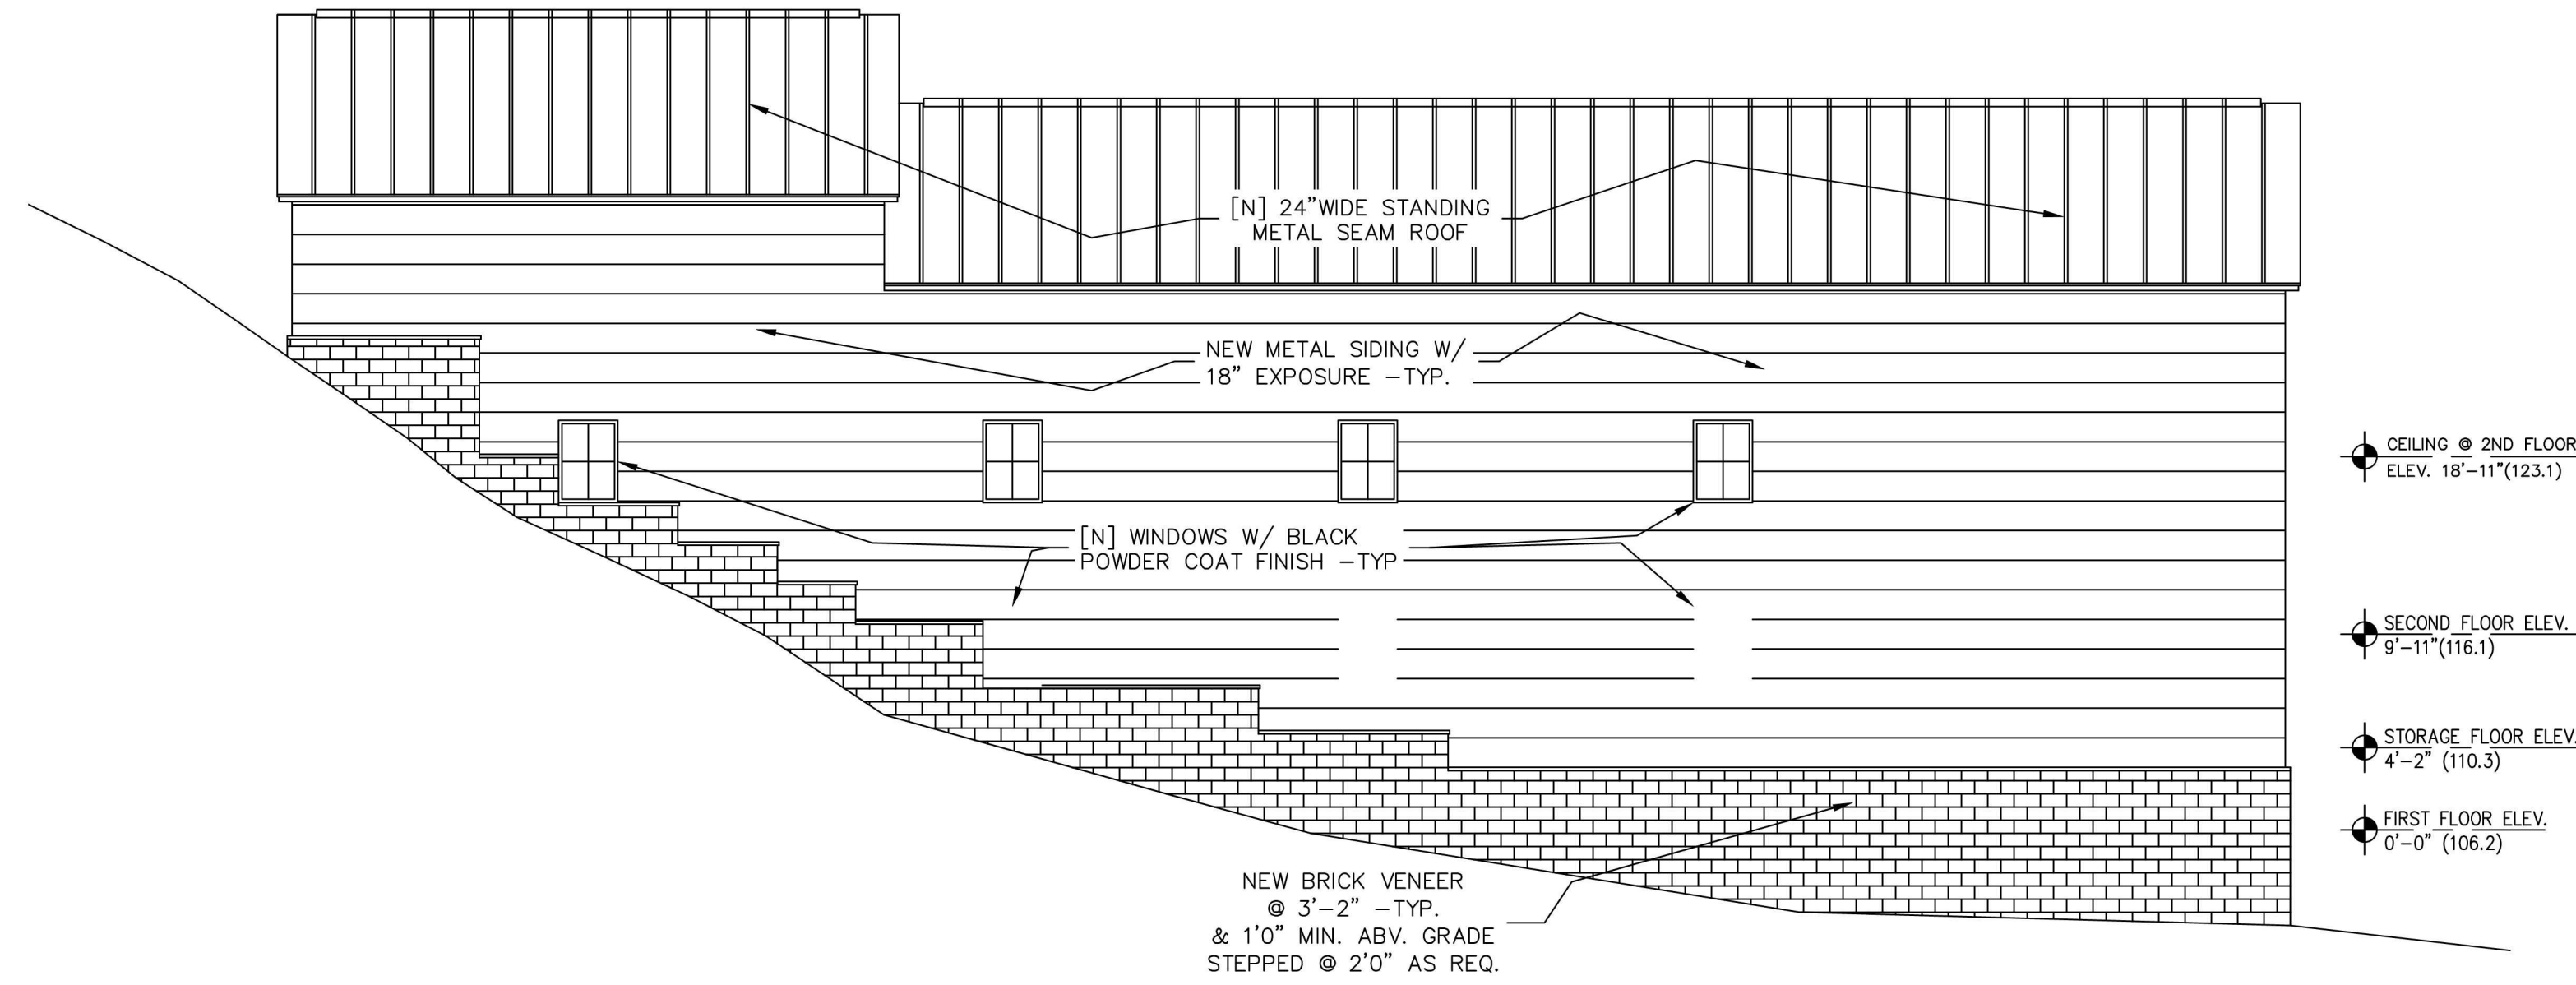 [N] 24"WIDE STANDING
METAL SEAM ROOF
NEW METAL SIDING W/
18" EXPOSURE -TYP.
CEILING @ 2ND FLOOR
ELEV. 18'-11"(123.1)
[N] WINDOWS W/ BLACK
POWDER COAT FINISH -TYP
SECOND FLOOR ELEV.
9'-11"(116.1)
STORAGE FLOOR ELEV.
4'-2" (110.3)
FIRST FLOOR ELEV.
0'-0" (106.2)
NEW BRICK VENEER
@ 3'-2" -TYP.
& 1'0" MIN. ABV. GRADE
STEPPED @ 2'0" AS REQ.